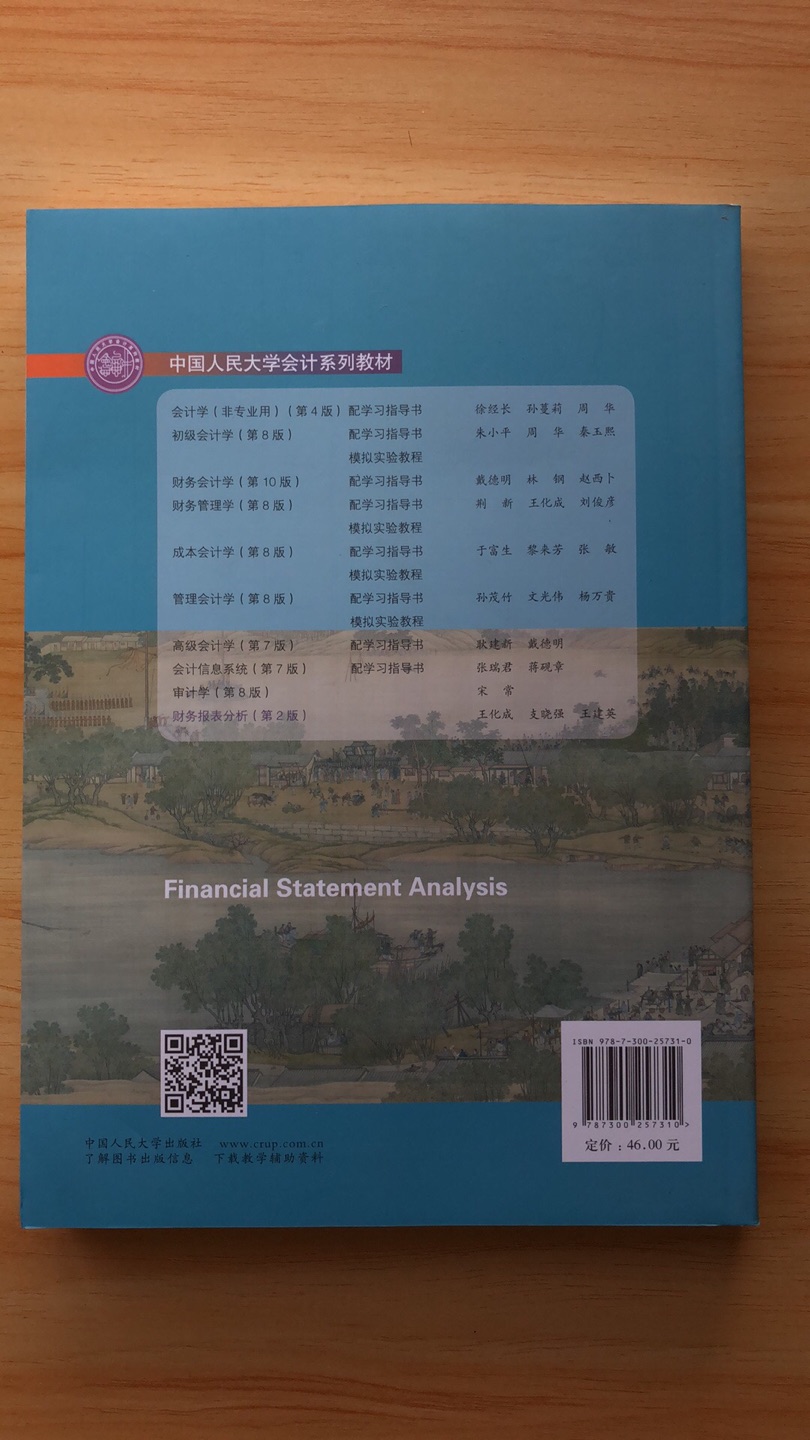 中国人民大学会计系列教材
会计学（非专业用）（第4版） 配学习指导书 徐经长 孙蔓莉 周 华
初级会计学（第8版） 配学习指导书 朱小平 周 华 秦玉熙
模拟实验教程
财务会计学（第10版） 配学习指导书 戴德明 林 钢 赵西卜
财务管理学（第8版） 配学习指导书 荆 新 王化成 刘俊彦
模拟实验教程
成本会计学（第8版） 配学习指导书 于富生 黎来芳 张 敏
模拟实验教程
管理会计学（第8版） 配学习指导书 孙茂竹 文光伟 杨万贵
模拟实验教程
高级会计学（第7版） 配学习指导书 耿建新 戴德明
会计信息系统（第7版） 配学习指导书 张瑞君 蒋砚章
审计学（第8版） 宋 常
财务报表分析（第2版） 王化成 支晓强 王建英
Financial Statement Analysis
ISBN 978-7-300-25731-0
9 787300 257310 >
定价：46.00元
中国人民大学出版社 www.crup.com.cn
了解图书出版信息 下载教学辅助资料